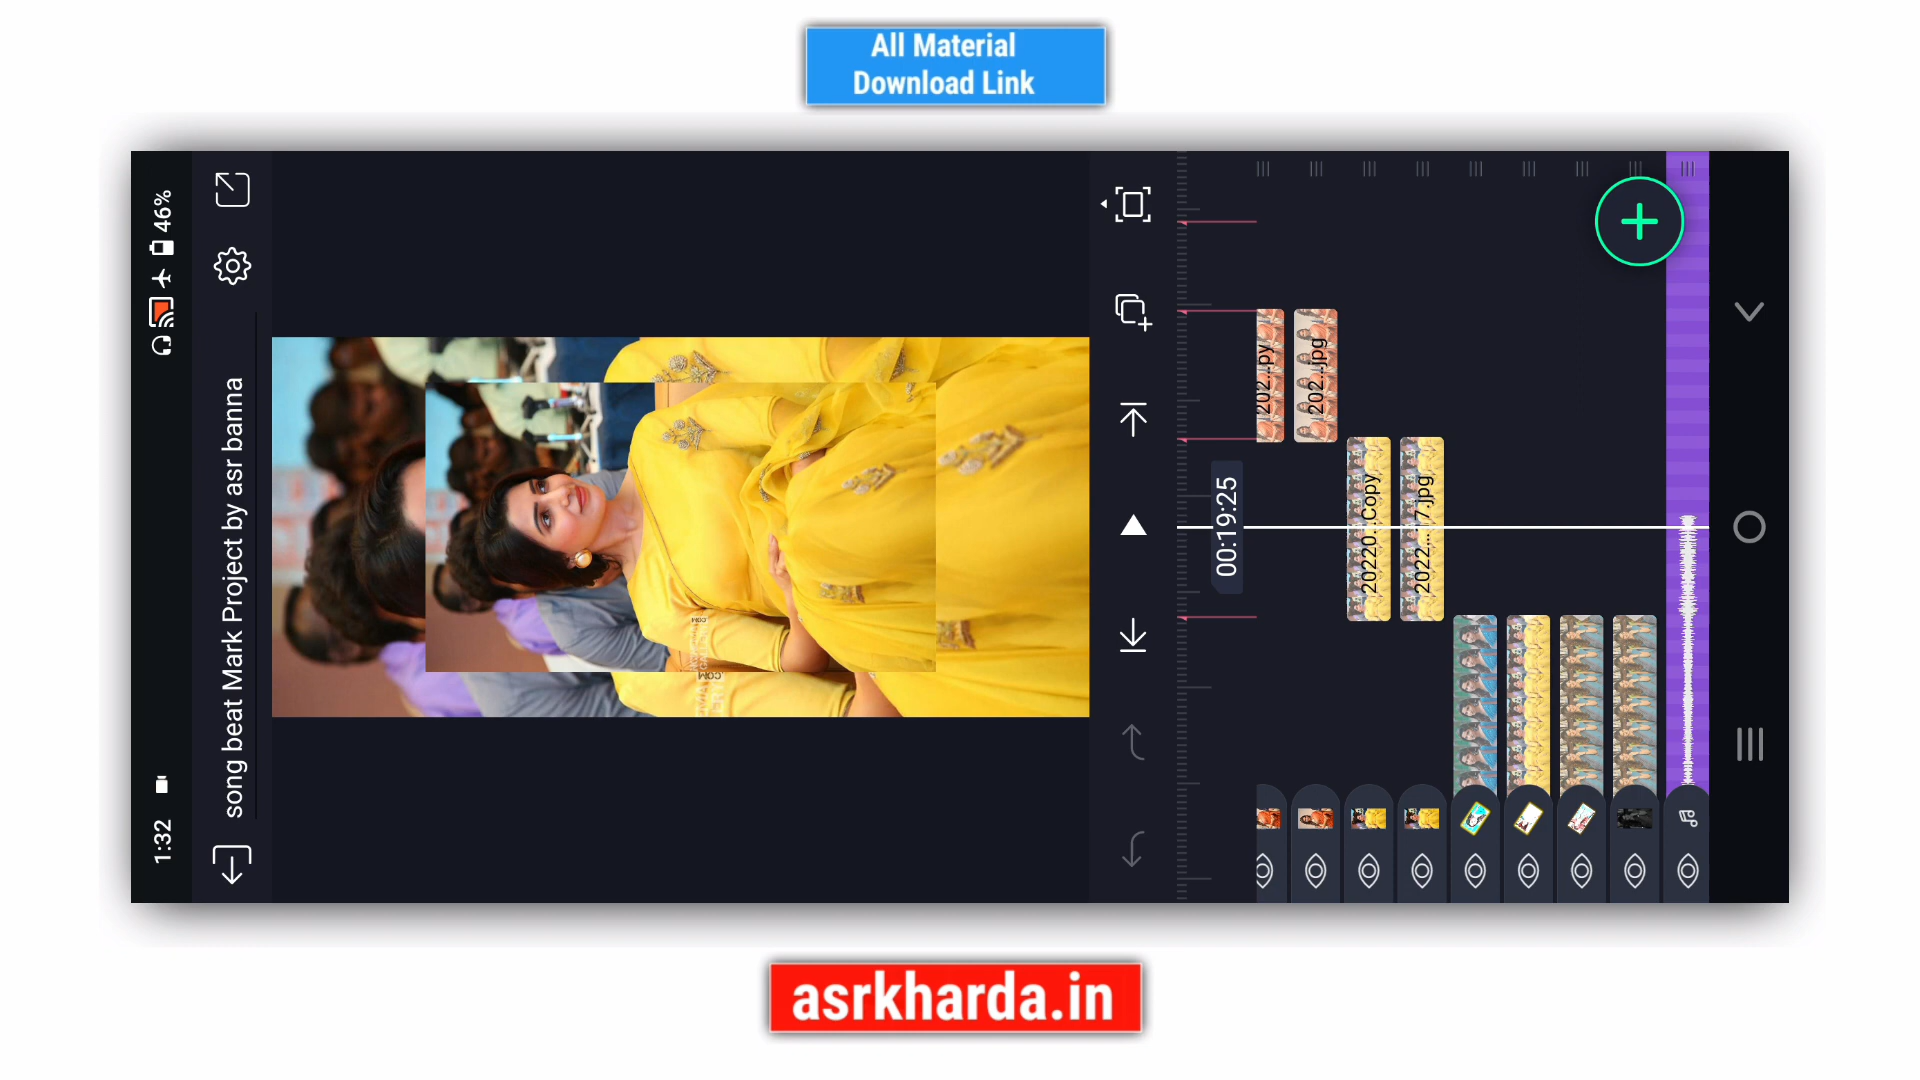 All Material
Download Link
1:32
46%
song beat Mark Project by asr banna
00:19:25
202...py
202...jpg
20220...Copy
2022,...7.jpg
asrkharda.in